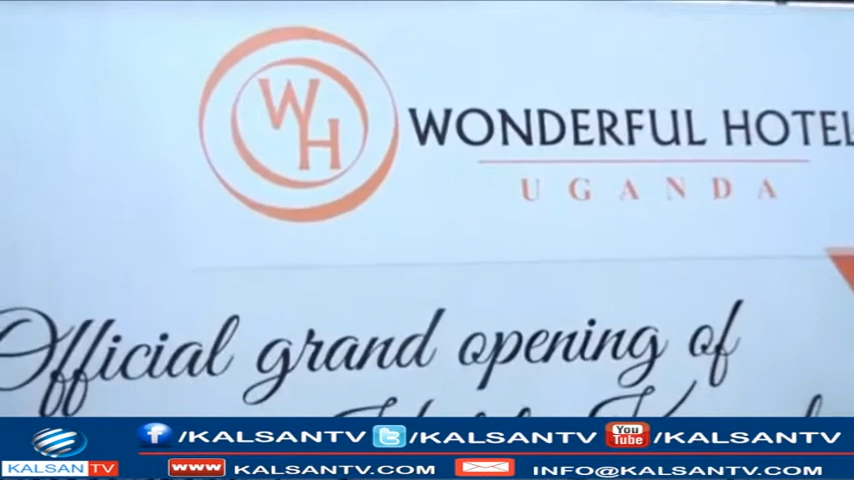 WH
WONDERFUL HOTEL
UGANDA
Official grand opening of
KALSAN TV
/KALSANTV
/KALSANTV
You Tube /KALSANTV
www KALSANTV.COM
INFO@KALSANTV.COM